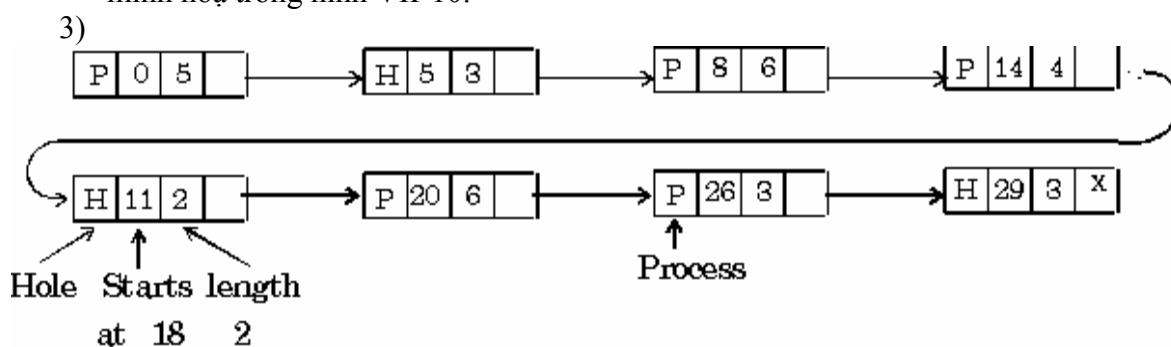 3)
P 0 5 H 5 3 P 8 6 P 14 4
H 11 2 P 20 6 P 26 3 H 29 3 X
Hole Starts length Process
at 18 2